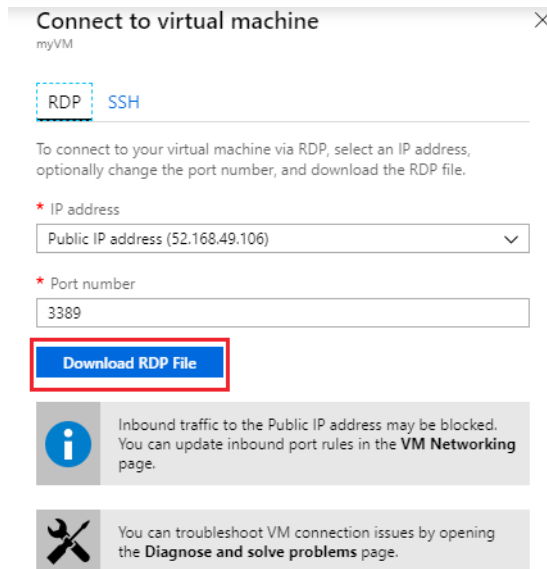 Connect to virtual machine
myVM
RDP SSH
To connect to your virtual machine via RDP, select an IP address,
optionally change the port number, and download the RDP file.
* IP address
Public IP address (52.168.49.106)
* Port number
3389
Download RDP File
Inbound traffic to the Public IP address may be blocked.
You can update inbound port rules in the VM Networking
page.
You can troubleshoot VM connection issues by opening
the Diagnose and solve problems page.